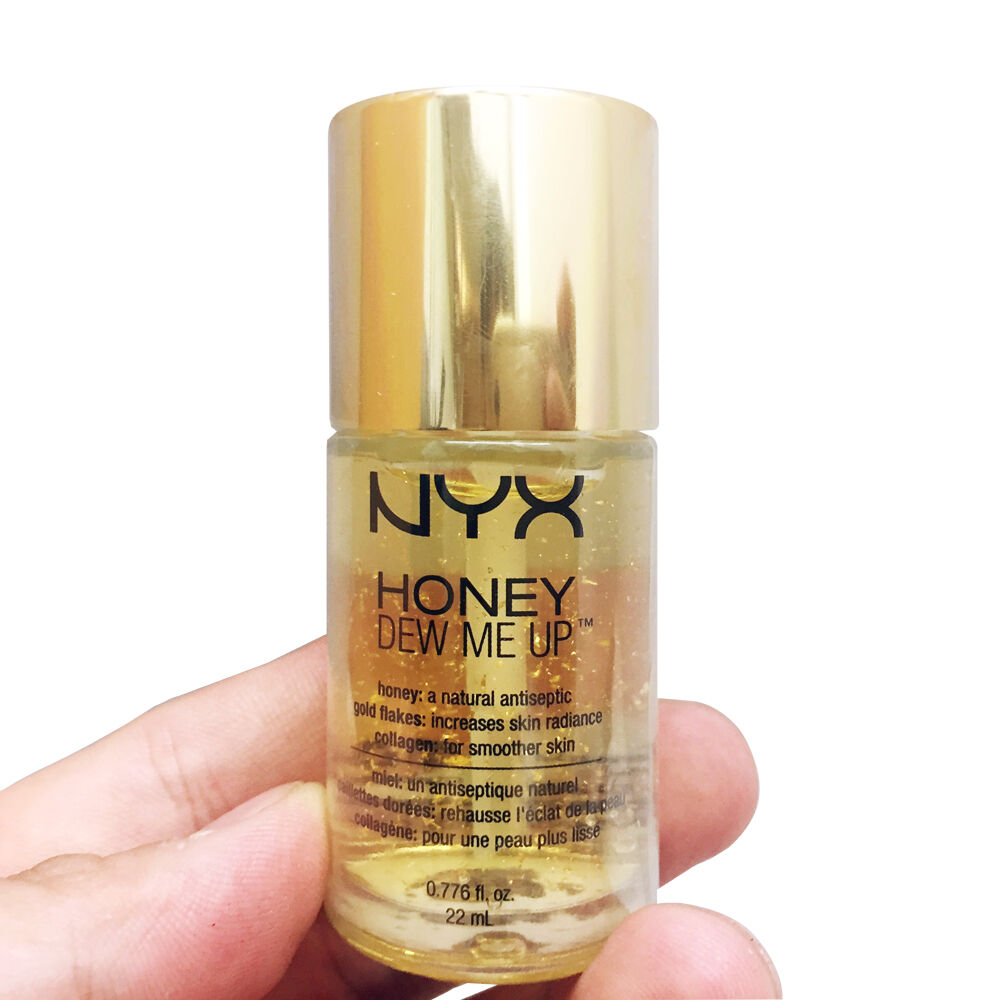 NYX
HONEY
DEW ME UP™
honey: a natural antiseptic
gold flakes: increases skin radiance
collagen: for smoother skin
miel: un antiseptique naturel
paillettes dorées: rehausse l'éclat de la peau
collagène: pour une peau plus lisse
0.776 fl. oz.
22 mL